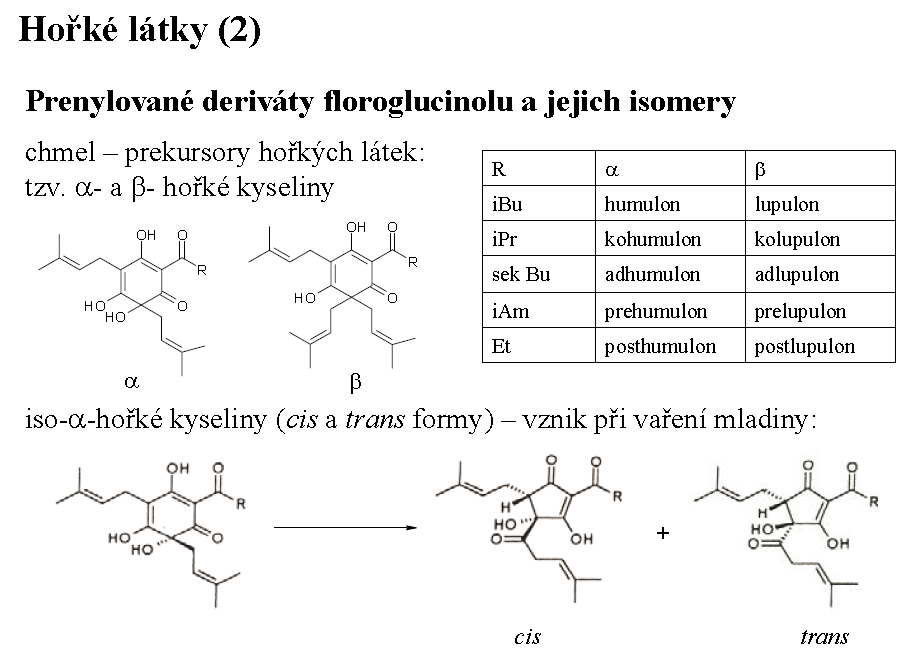 Hořké látky (2)
Prenylované deriváty floroglucinolu a jejich isomery
chmel – prekursory hořkých látek:
tzv. α- a β- hořké kyseliny
R α β
iBu humulon lupulon
iPr kohumulon kolupulon
sek Bu adhumulon adlupulon
iAm prehumulon prelupulon
Et posthumulon postlupulon
OH O
R
HO O
HO
α
OH O
R
HO O
β
iso-α-hořké kyseliny (cis a trans formy) – vznik při vaření mladiny:
OH O
R
HO O
HO
O O
R
H
HO
O OH
cis
+
O O
R
H
HO
O OH
trans